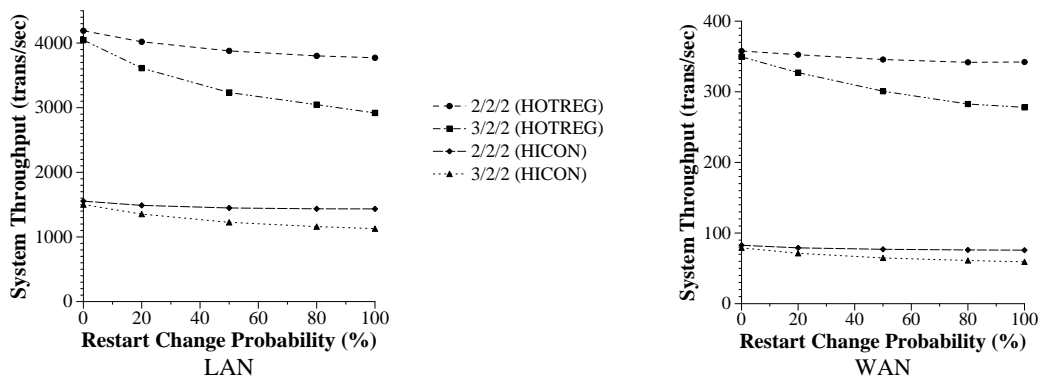 System Throughput (trans/sec)
4000
3000
2000
1000
0
0 20 40 60 80 100
Restart Change Probability (%)
LAN
2/2/2 (HOTREG)
3/2/2 (HOTREG)
2/2/2 (HICON)
3/2/2 (HICON)
System Throughput (trans/sec)
400
300
200
100
0
0 20 40 60 80 100
Restart Change Probability (%)
WAN